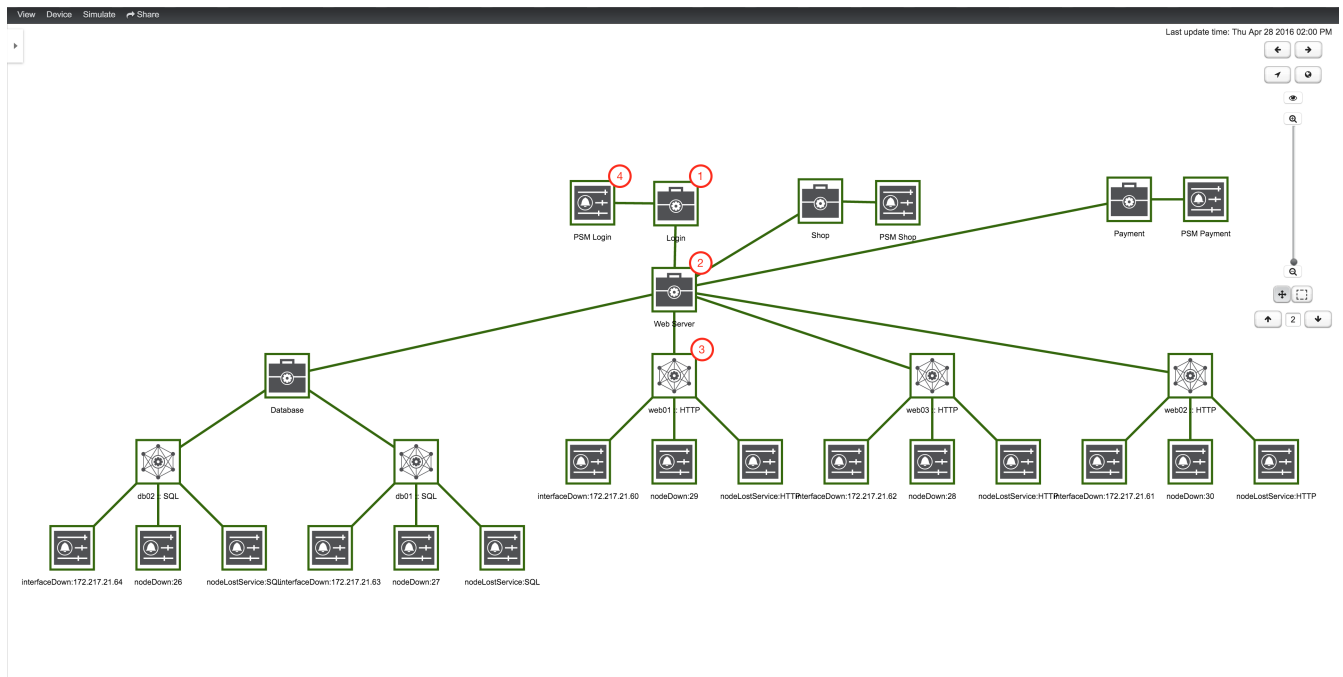 View Device Simulate Share
Last update time: Thu Apr 28 2016 02:00 PM
4
1
PSM Login
Login
Shop
PSM Shop
Payment
PSM Payment
2
2
Web Server
3
Database
web01 :: HTTP
web03 :: HTTP
web02 :: HTTP
db02 :: SQL
db01 :: SQL
interfaceDown:172.217.21.60
nodeDown:29
nodeLostService:HTTP
interfaceDown:172.217.21.62
nodeDown:28
nodeLostService:HTTP
interfaceDown:172.217.21.61
nodeDown:30
nodeLostService:HTTP
interfaceDown:172.217.21.64
nodeDown:26
nodeLostService:SQL
interfaceDown:172.217.21.63
nodeDown:27
nodeLostService:SQL